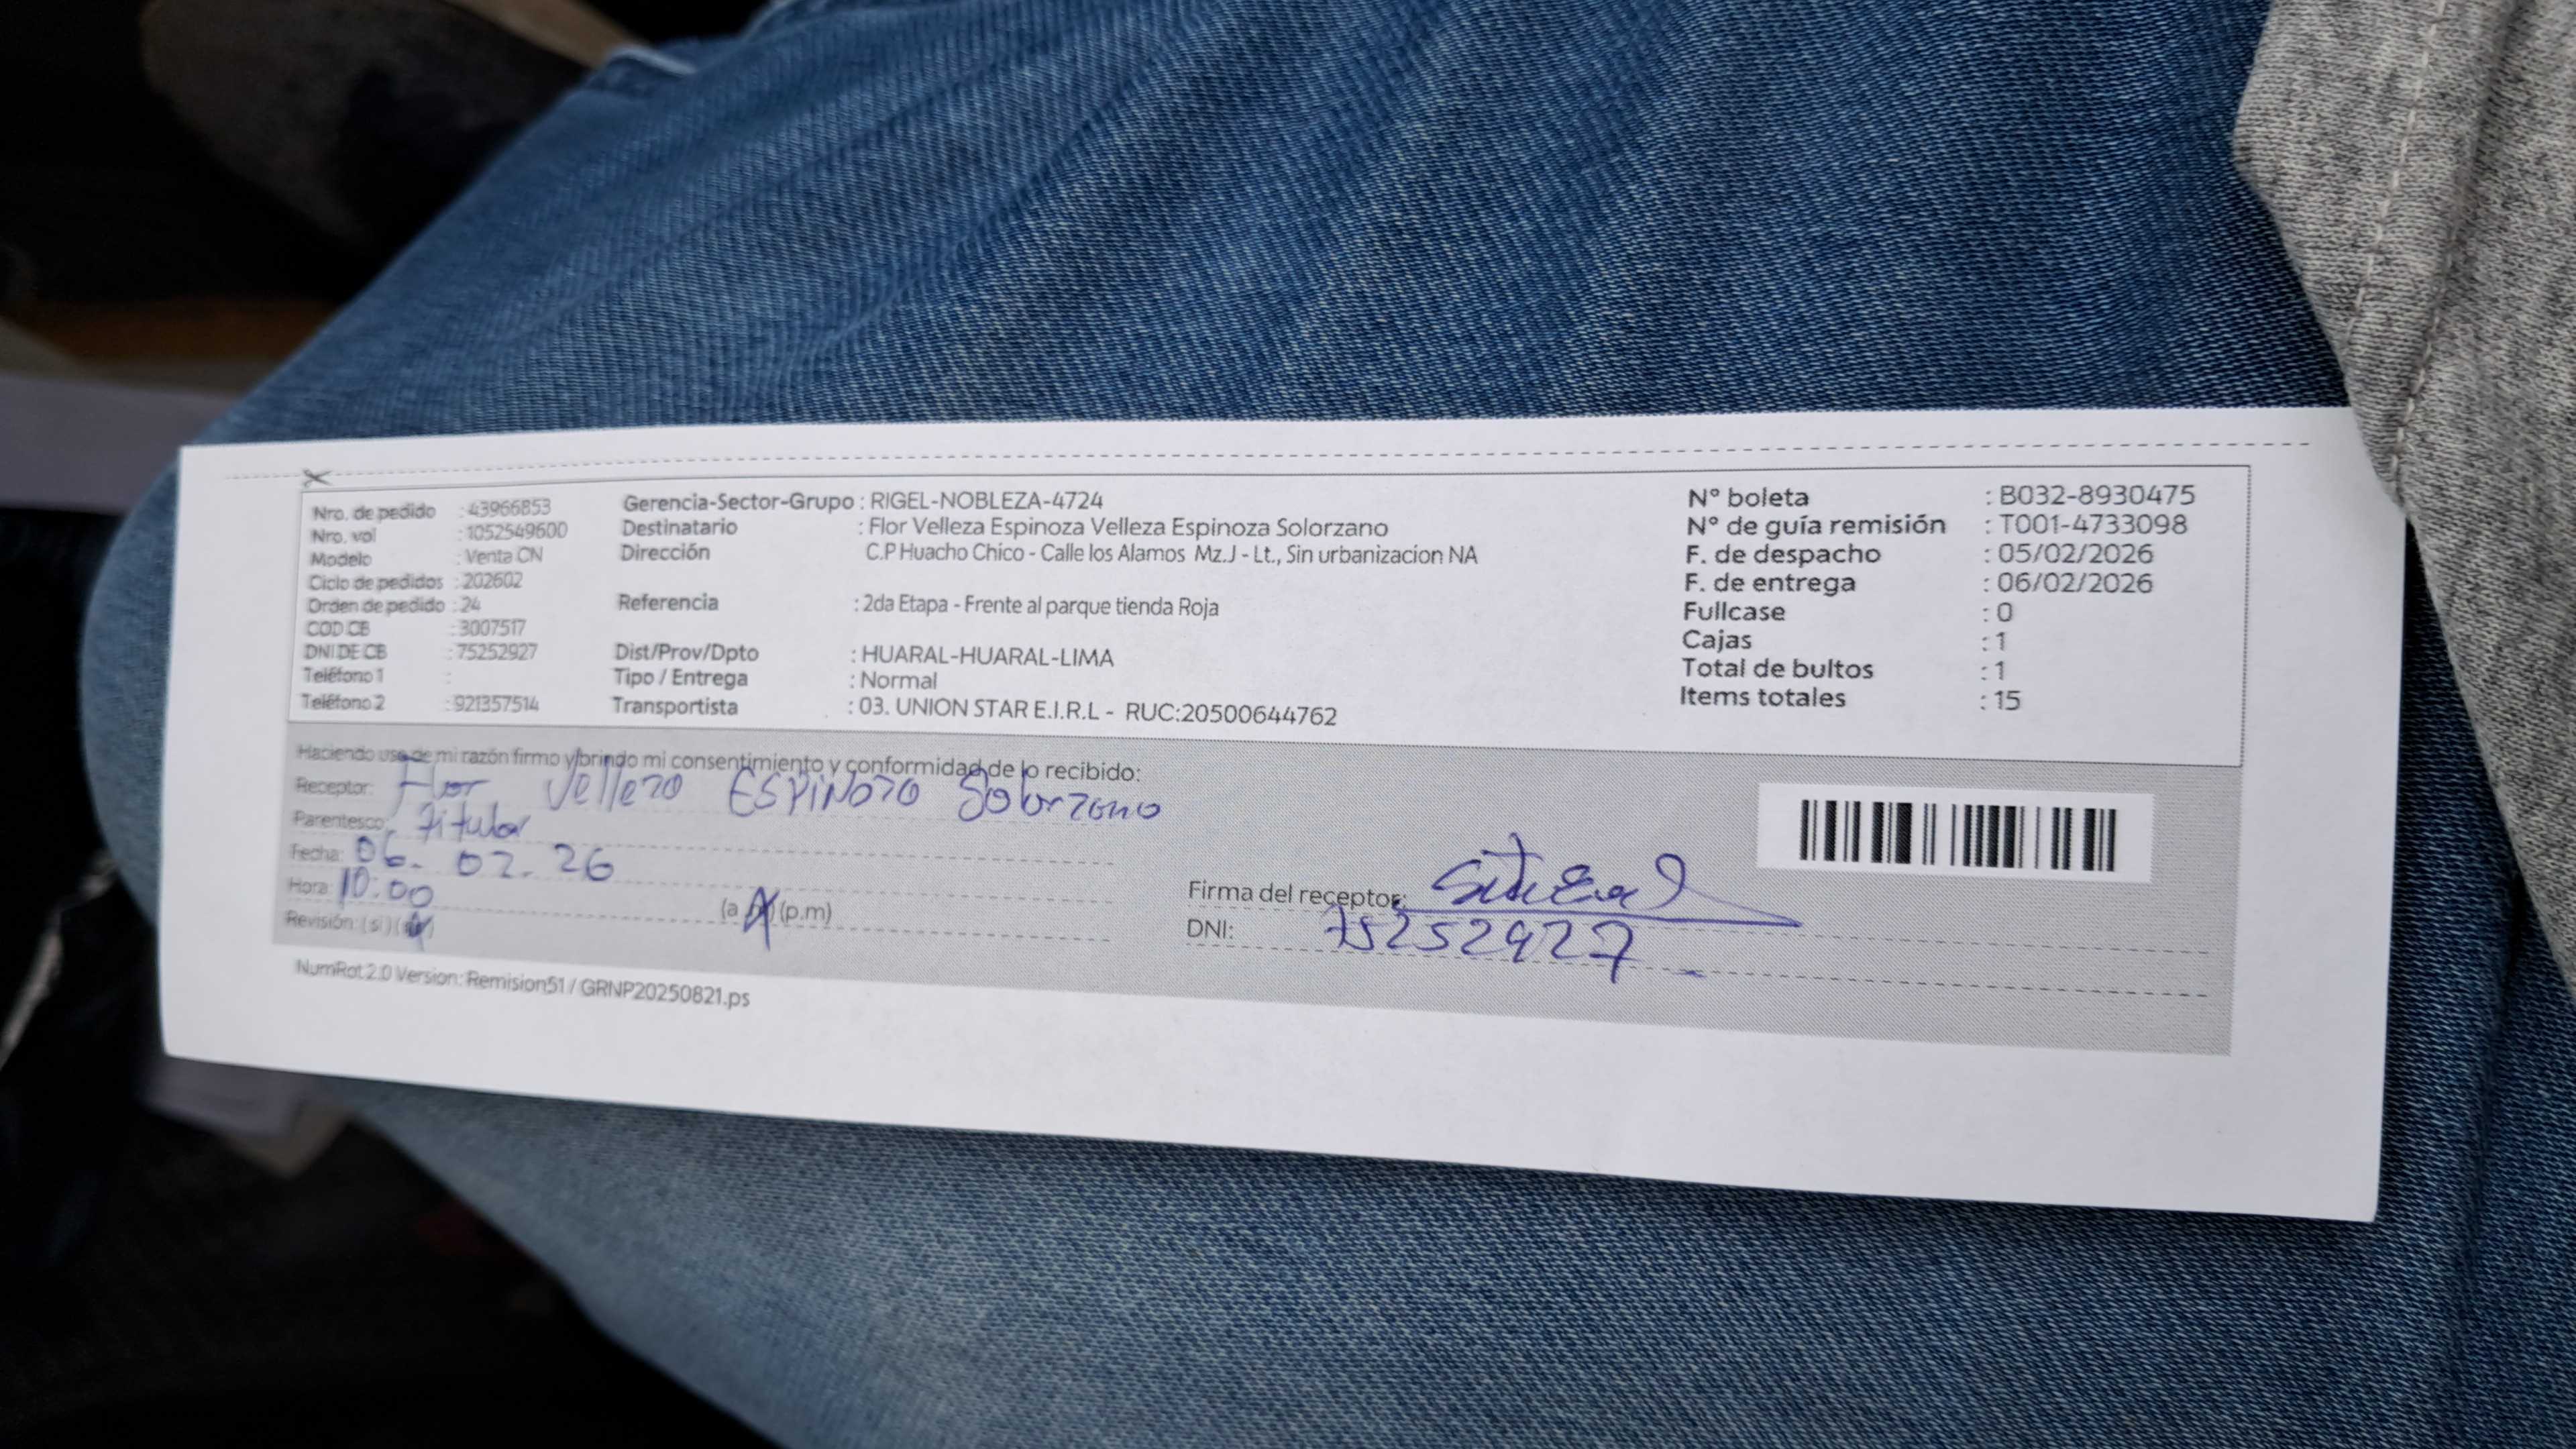 Nro. de pedido : 43966853
Nro. vol : 1052549600
Modelo : Venta CN
Ciclo de pedidos : 202602
Orden de pedido : 24
COD CB : 3007517
DNI DE CB : 75252927
Teléfono 1 :
Teléfono 2 : 921357514
Gerencia-Sector-Grupo : RIGEL-NOBLEZA-4724
Destinatario : Flor Velleza Espinoza Velleza Espinoza Solorzano
Dirección C.P Huacho Chico - Calle los Alamos Mz.J - Lt., Sin urbanizacion NA
Referencia : 2da Etapa - Frente al parque tienda Roja
Dist/Prov/Dpto : HUARAL-HUARAL-LIMA
Tipo / Entrega : Normal
Transportista : 03. UNION STAR E.I.R.L - RUC:20500644762
N° boleta : B032-8930475
N° de guía remisión : T001-4733098
F. de despacho : 05/02/2026
F. de entrega : 06/02/2026
Fullcase : 0
Cajas : 1
Total de bultos : 1
Items totales : 15
Haciendo uso de mi razón firmo y brindo mi consentimiento y conformidad de lo recibido:
Receptor: Flor Velleza ESPINOZA Solorzano
Parentesco: titular
Fecha: 06. 02. 26
Hora: 10:00 (a.m) (p.m)
Revisión: (si)
Firma del receptor:
DNI: 75252927
NumRot2.0 Version: Remision51 / GRNP20250821.ps